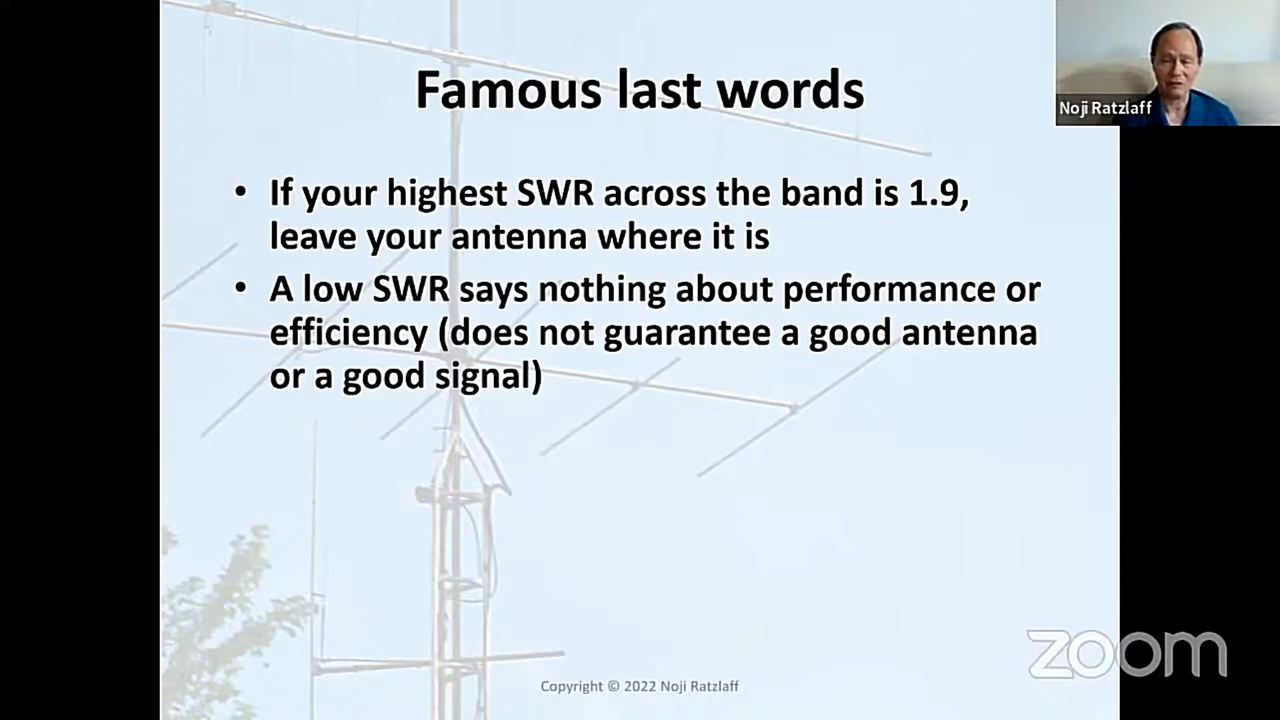 Famous last words
Noji Ratzlaff
• If your highest SWR across the band is 1.9,
leave your antenna where it is
• A low SWR says nothing about performance or
efficiency (does not guarantee a good antenna
or a good signal)
zoom
Copyright © 2022 Noji Ratzlaff